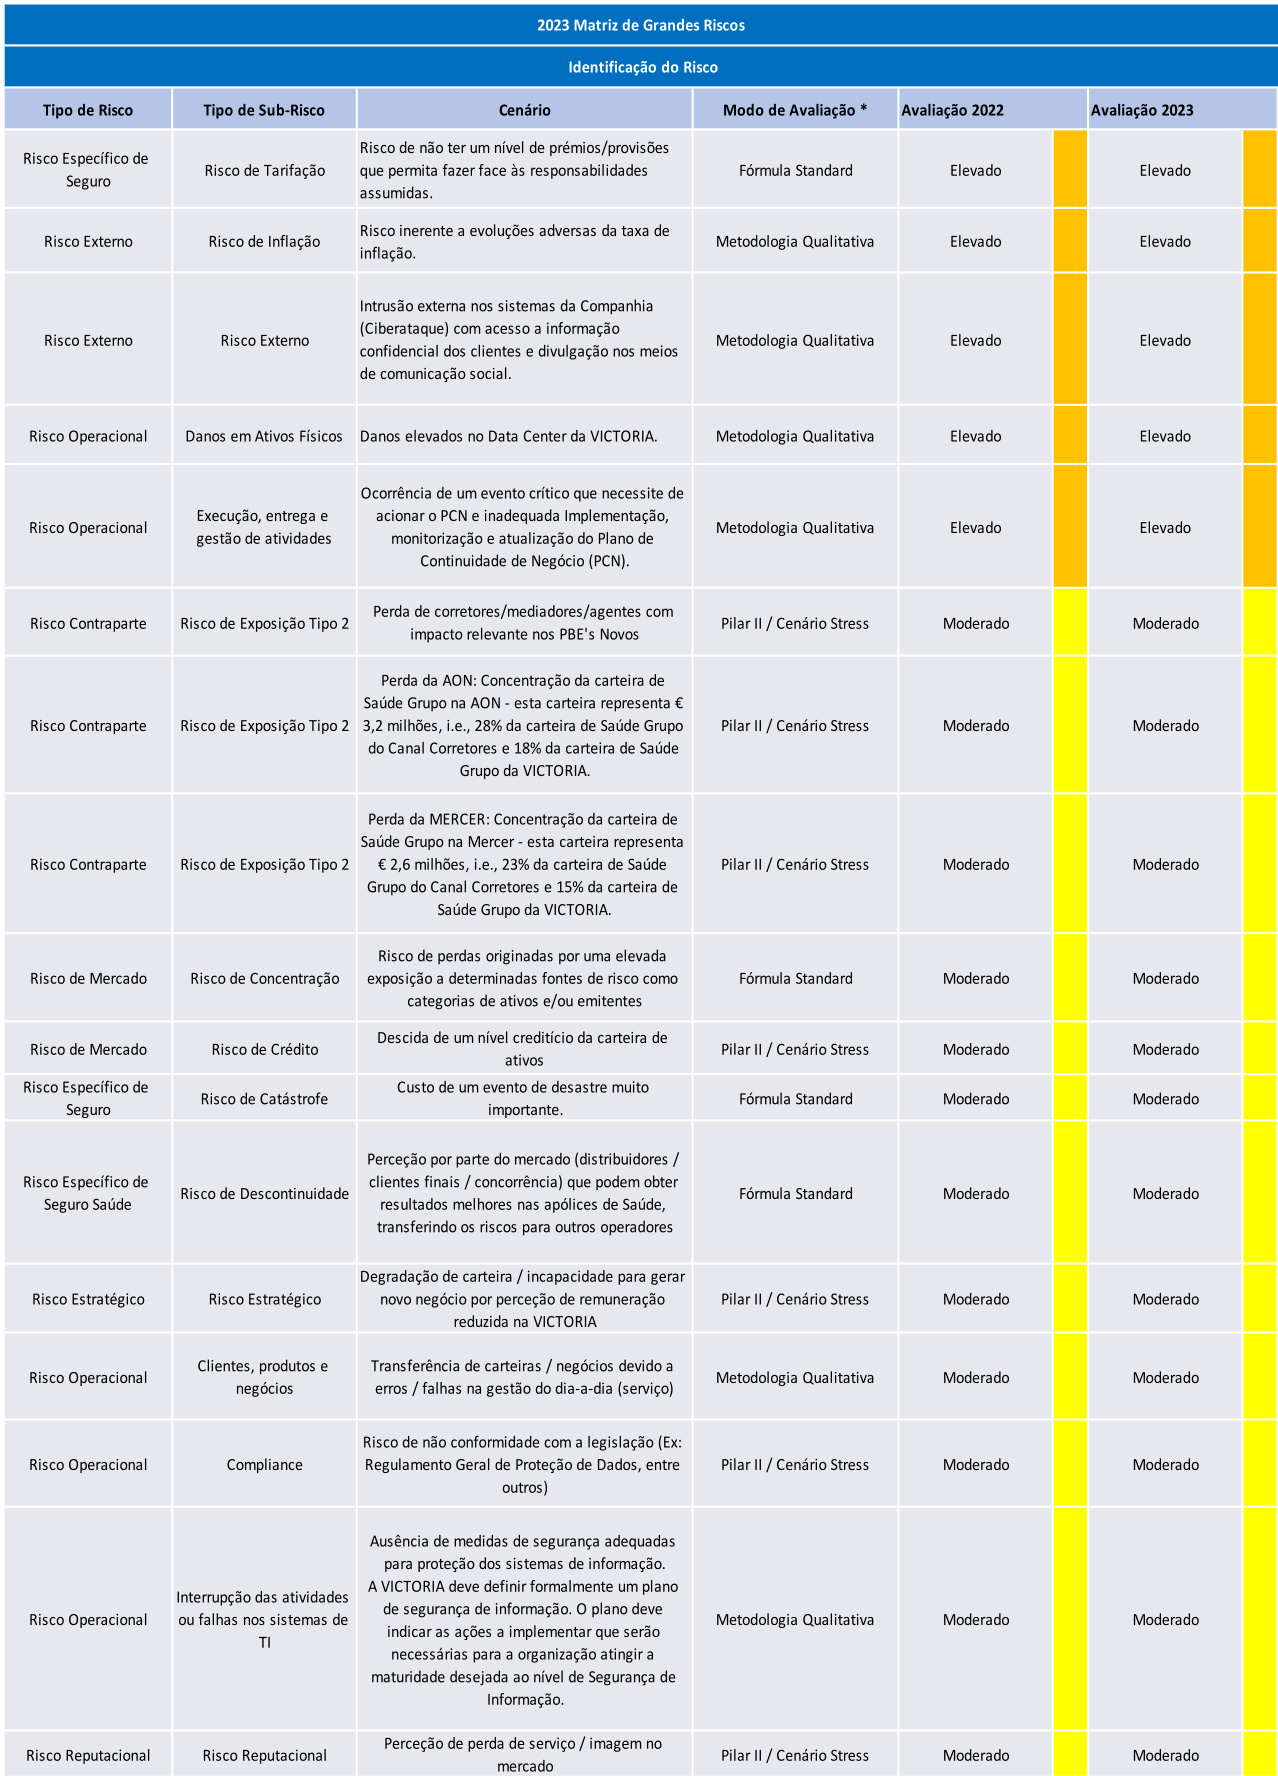 2023 Matriz de Grandes Riscos
Identificação do Risco
Tipo de Risco
Tipo de Sub-Risco
Cenário
Modo de Avaliação *
Avaliação 2022
Avaliação 2023
Risco Específico de
Seguro
Risco de Tarifação
Risco de não ter um nível de prémios/provisões
que permita fazer face às responsabilidades
assumidas.
Fórmula Standard
Elevado
Elevado
Risco Externo
Risco de Inflação
Risco inerente a evoluções adversas da taxa de
inflação.
Metodologia Qualitativa
Elevado
Elevado
Risco Externo
Risco Externo
Intrusão externa nos sistemas da Companhia
(Ciberataque) com acesso a informação
confidencial dos clientes e divulgação nos meios
de comunicação social.
Metodologia Qualitativa
Elevado
Elevado
Risco Operacional
Danos em Ativos Físicos
Danos elevados no Data Center da VICTORIA.
Metodologia Qualitativa
Elevado
Elevado
Risco Operacional
Execução, entrega e
gestão de atividades
Ocorrência de um evento crítico que necessite de
acionar o PCN e inadequada Implementação,
monitorização e atualização do Plano de
Continuidade de Negócio (PCN).
Metodologia Qualitativa
Elevado
Elevado
Risco Contraparte
Risco de Exposição Tipo 2
Perda de corretores/mediadores/agentes com
impacto relevante nos PBE's Novos
Pilar II / Cenário Stress
Moderado
Moderado
Risco Contraparte
Risco de Exposição Tipo 2
Perda da AON: Concentração da carteira de
Saúde Grupo na AON - esta carteira representa €
3,2 milhões, i.e., 28% da carteira de Saúde Grupo
do Canal Corretores e 18% da carteira de Saúde
Grupo da VICTORIA.
Pilar II / Cenário Stress
Moderado
Moderado
Risco Contraparte
Risco de Exposição Tipo 2
Perda da MERCER: Concentração da carteira de
Saúde Grupo na Mercer - esta carteira representa
€ 2,6 milhões, i.e., 23% da carteira de Saúde
Grupo do Canal Corretores e 15% da carteira de
Saúde Grupo da VICTORIA.
Pilar II / Cenário Stress
Moderado
Moderado
Risco de Mercado
Risco de Concentração
Risco de perdas originadas por uma elevada
exposição a determinadas fontes de risco como
categorias de ativos e/ou emitentes
Fórmula Standard
Moderado
Moderado
Risco de Mercado
Risco de Crédito
Descida de um nível creditício da carteira de
ativos
Pilar II / Cenário Stress
Moderado
Moderado
Risco Específico de
Seguro
Risco de Catástrofe
Custo de um evento de desastre muito
importante.
Fórmula Standard
Moderado
Moderado
Risco Específico de
Seguro Saúde
Risco de Descontinuidade
Perceção por parte do mercado (distribuidores /
clientes finais / concorrência) que podem obter
resultados melhores nas apólices de Saúde,
transferindo os riscos para outros operadores
Fórmula Standard
Moderado
Moderado
Risco Estratégico
Risco Estratégico
Degradação de carteira / incapacidade para gerar
novo negócio por perceção de remuneração
reduzida na VICTORIA
Pilar II / Cenário Stress
Moderado
Moderado
Risco Operacional
Clientes, produtos e
negócios
Transferência de carteiras / negócios devido a
erros / falhas na gestão do dia-a-dia (serviço)
Metodologia Qualitativa
Moderado
Moderado
Risco Operacional
Compliance
Risco de não conformidade com a legislação (Ex:
Regulamento Geral de Proteção de Dados, entre
outros)
Pilar II / Cenário Stress
Moderado
Moderado
Risco Operacional
Interrupção das atividades
ou falhas nos sistemas de
TI
Ausência de medidas de segurança adequadas
para proteção dos sistemas de informação.
A VICTORIA deve definir formalmente um plano
de segurança de informação. O plano deve
indicar as ações a implementar que serão
necessárias para a organização atingir a
maturidade desejada ao nível de Segurança de
Informação.
Metodologia Qualitativa
Moderado
Moderado
Risco Reputacional
Risco Reputacional
Perceção de perda de serviço / imagem no
mercado
Pilar II / Cenário Stress
Moderado
Moderado